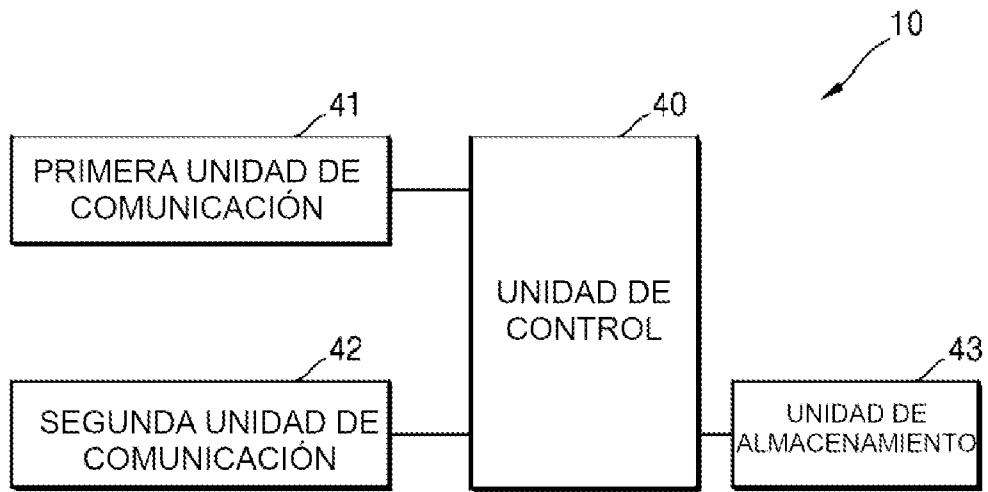 10
41
PRIMERA UNIDAD DE
COMUNICACIÓN
40
UNIDAD DE
CONTROL
42
SEGUNDA UNIDAD DE
COMUNICACIÓN
43
UNIDAD DE
ALMACENAMIENTO